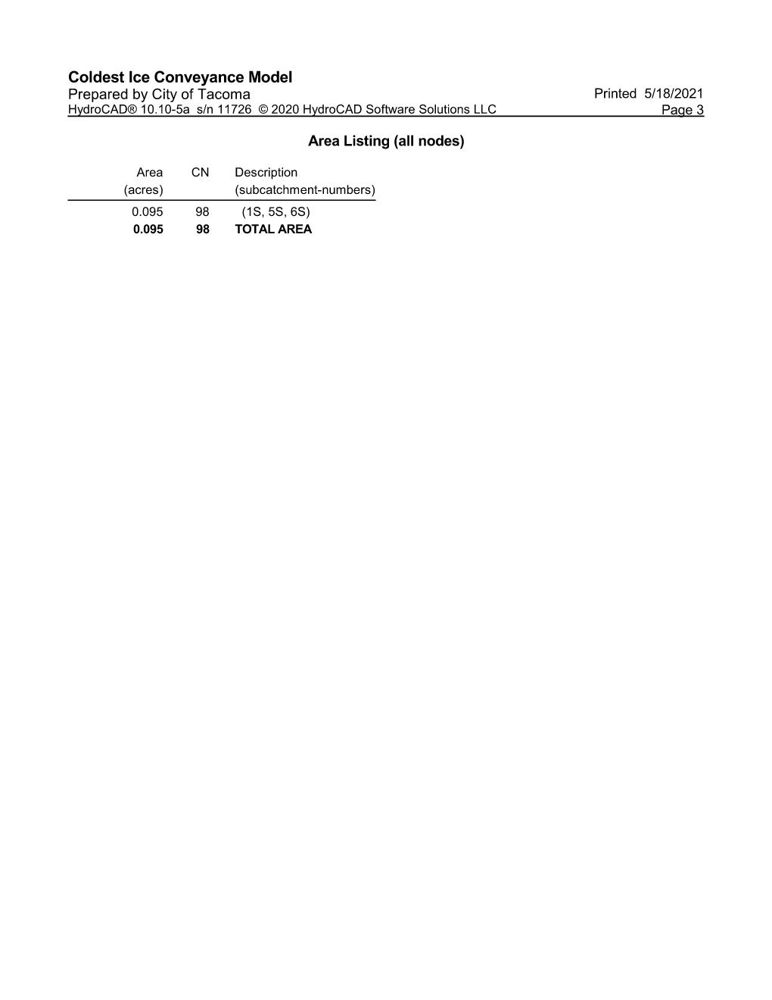 Coldest Ice Conveyance Model
Prepared by City of Tacoma
Printed 5/18/2021
HydroCAD® 10.10-5a s/n 11726 © 2020 HydroCAD Software Solutions LLC
Page 3
Area Listing (all nodes)
Area CN Description
(acres) (subcatchment-numbers)
0.095 98 (1S, 5S, 6S)
0.095 98 TOTAL AREA